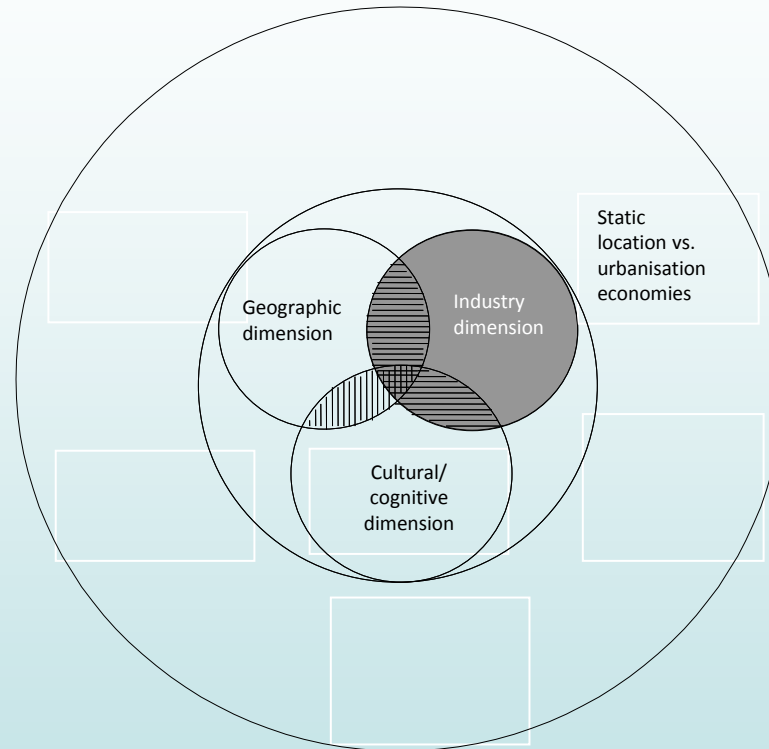 Static
location vs.
urbanisation
economies
Geographic
dimension
Industry
dimension
Cultural/
cognitive
dimension